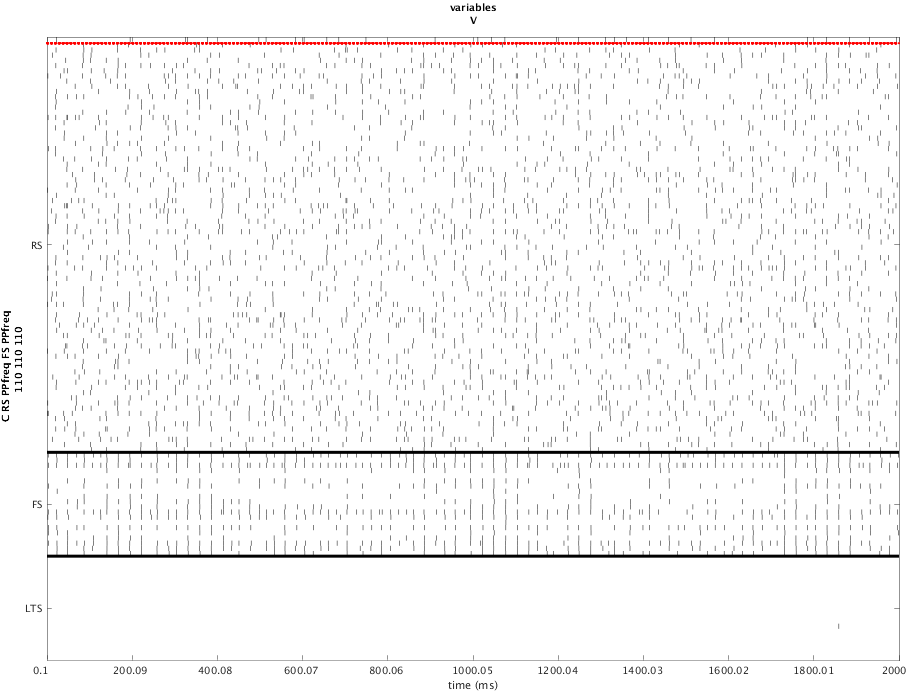 variables
V
C RS PPfreq FS PPfreq
110 110 110
RS
FS
LTS
0.1 200.09 400.08 600.07 800.06 1000.05 1200.04 1400.03 1600.02 1800.01 2000
time (ms)